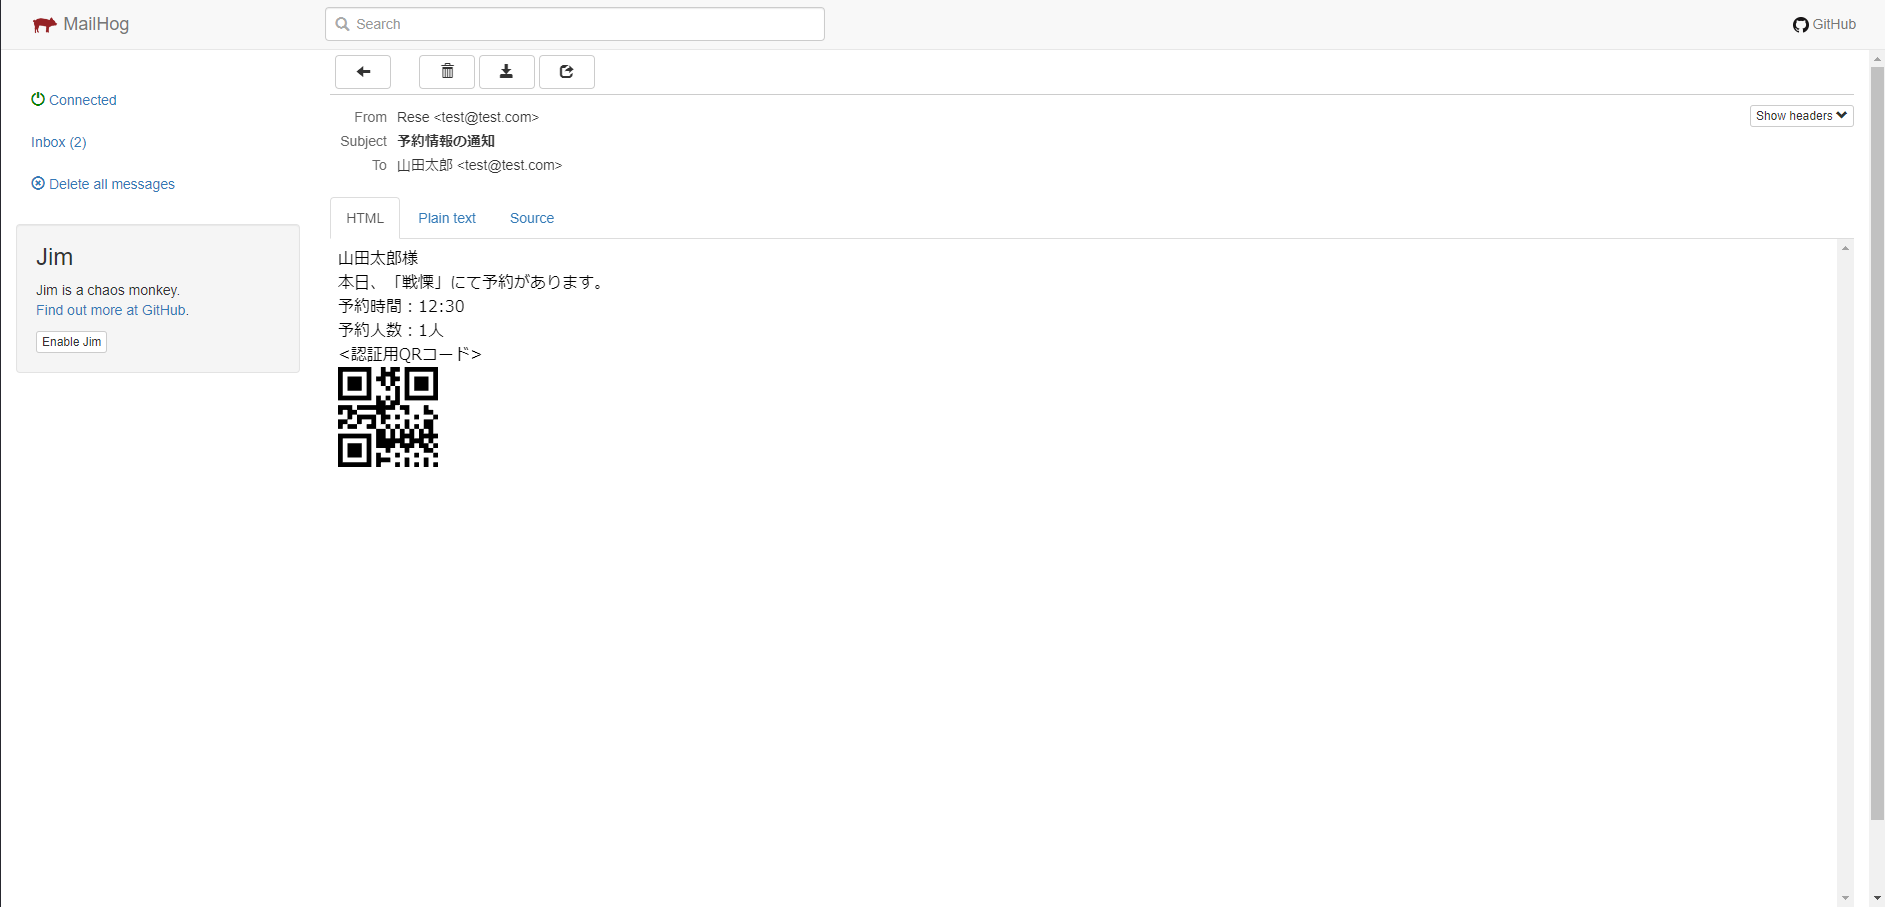 MailHog
Search
GitHub
Connected
Inbox (2)
Delete all messages
Jim
Jim is a chaos monkey.
Find out more at GitHub.
Enable Jim
From Rese <test@test.com>
Show headers
Subject 予約情報の通知
To 山田太郎 <test@test.com>
HTML Plain text Source
山田太郎様
本日、「戦慄」にて予約があります。
予約時間：12:30
予約人数：1人
<認証用QRコード>